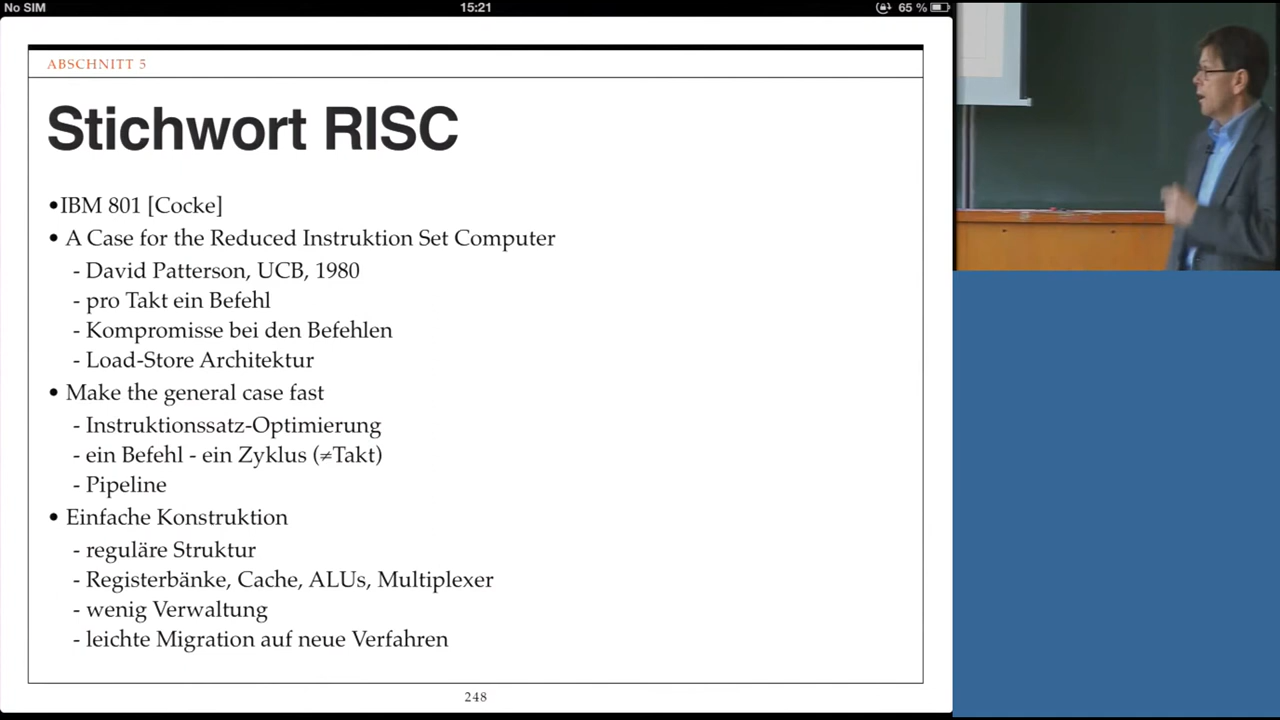 No SIM
15:21
65 %
ABSCHNITT 5
Stichwort RISC
•IBM 801 [Cocke]
• A Case for the Reduced Instruktion Set Computer
- David Patterson, UCB, 1980
- pro Takt ein Befehl
- Kompromisse bei den Befehlen
- Load-Store Architektur
• Make the general case fast
- Instruktionssatz-Optimierung
- ein Befehl - ein Zyklus (≠Takt)
- Pipeline
• Einfache Konstruktion
- reguläre Struktur
- Registerbänke, Cache, ALUs, Multiplexer
- wenig Verwaltung
- leichte Migration auf neue Verfahren
248